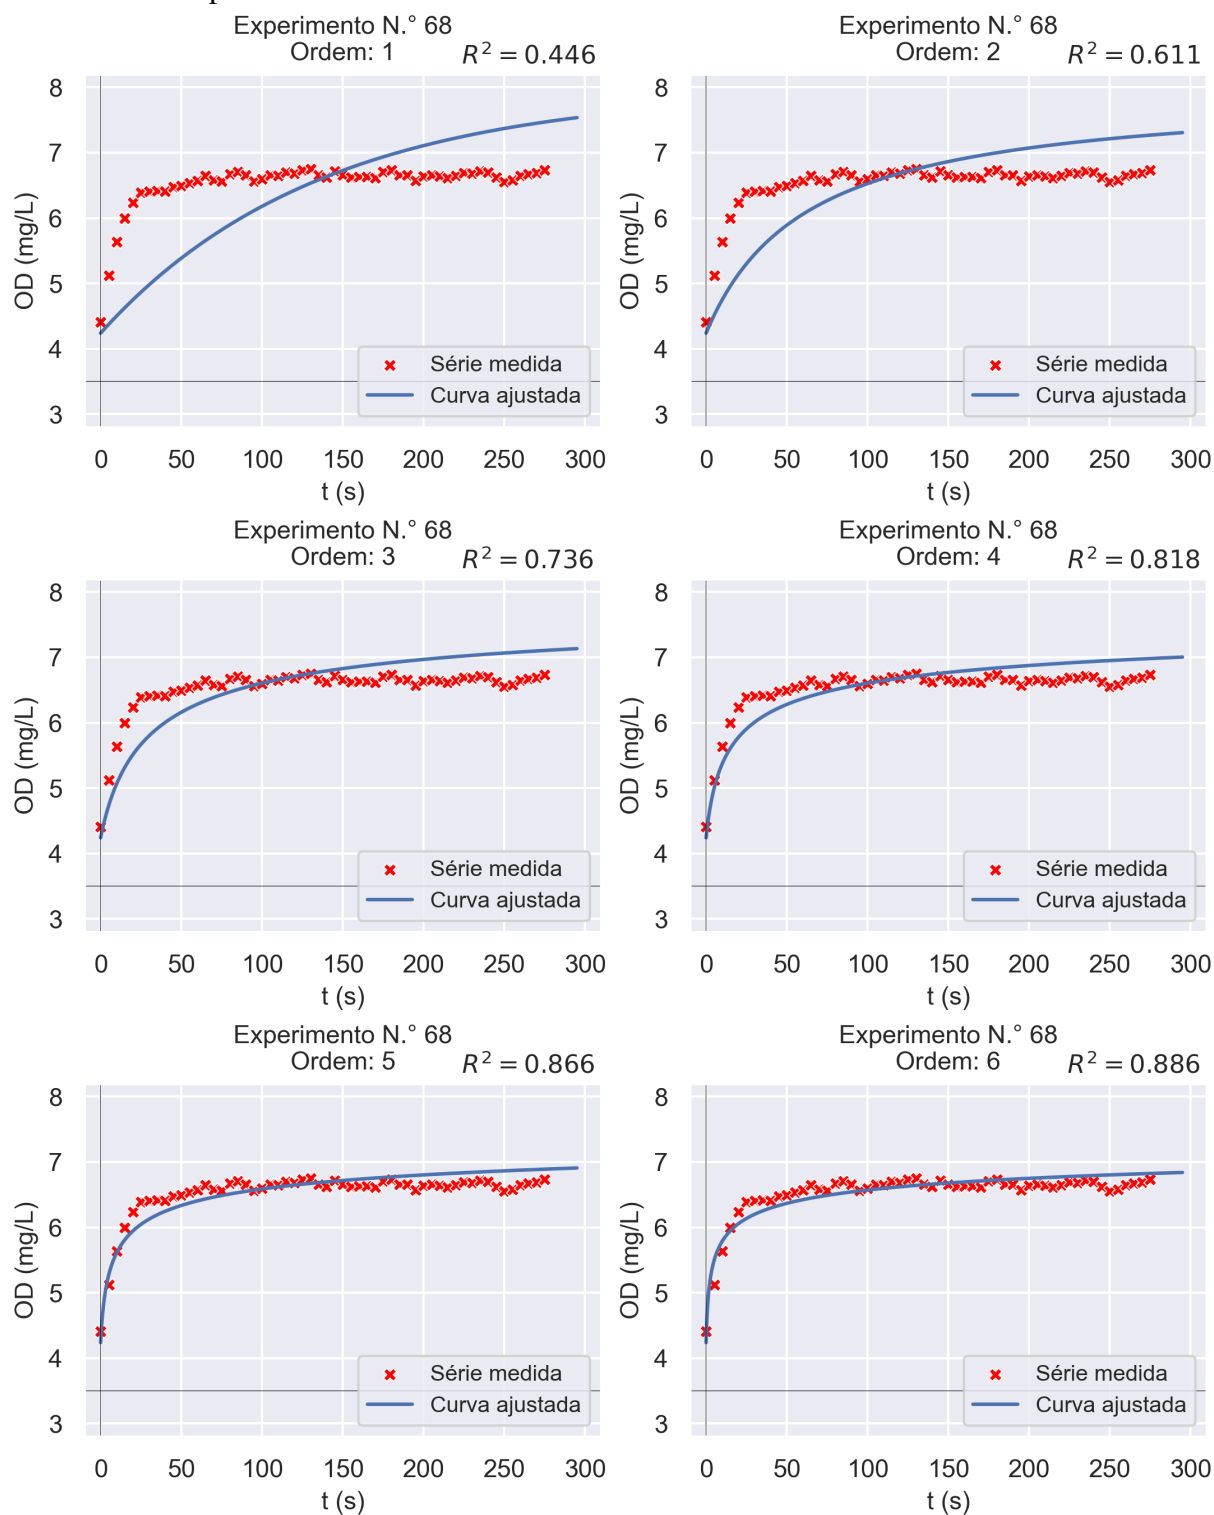 Experimento N.° 68
Ordem: 1
R² = 0.446
8
7
6
5
4
3
OD (mg/L)
Série medida
Curva ajustada
0 50 100 150 200 250 300
t (s)
Experimento N.° 68
Ordem: 2
R² = 0.611
8
7
6
5
4
3
OD (mg/L)
Série medida
Curva ajustada
0 50 100 150 200 250 300
t (s)
Experimento N.° 68
Ordem: 3
R² = 0.736
8
7
6
5
4
3
OD (mg/L)
Série medida
Curva ajustada
0 50 100 150 200 250 300
t (s)
Experimento N.° 68
Ordem: 4
R² = 0.818
8
7
6
5
4
3
OD (mg/L)
Série medida
Curva ajustada
0 50 100 150 200 250 300
t (s)
Experimento N.° 68
Ordem: 5
R² = 0.866
8
7
6
5
4
3
OD (mg/L)
Série medida
Curva ajustada
0 50 100 150 200 250 300
t (s)
Experimento N.° 68
Ordem: 6
R² = 0.886
8
7
6
5
4
3
OD (mg/L)
Série medida
Curva ajustada
0 50 100 150 200 250 300
t (s)